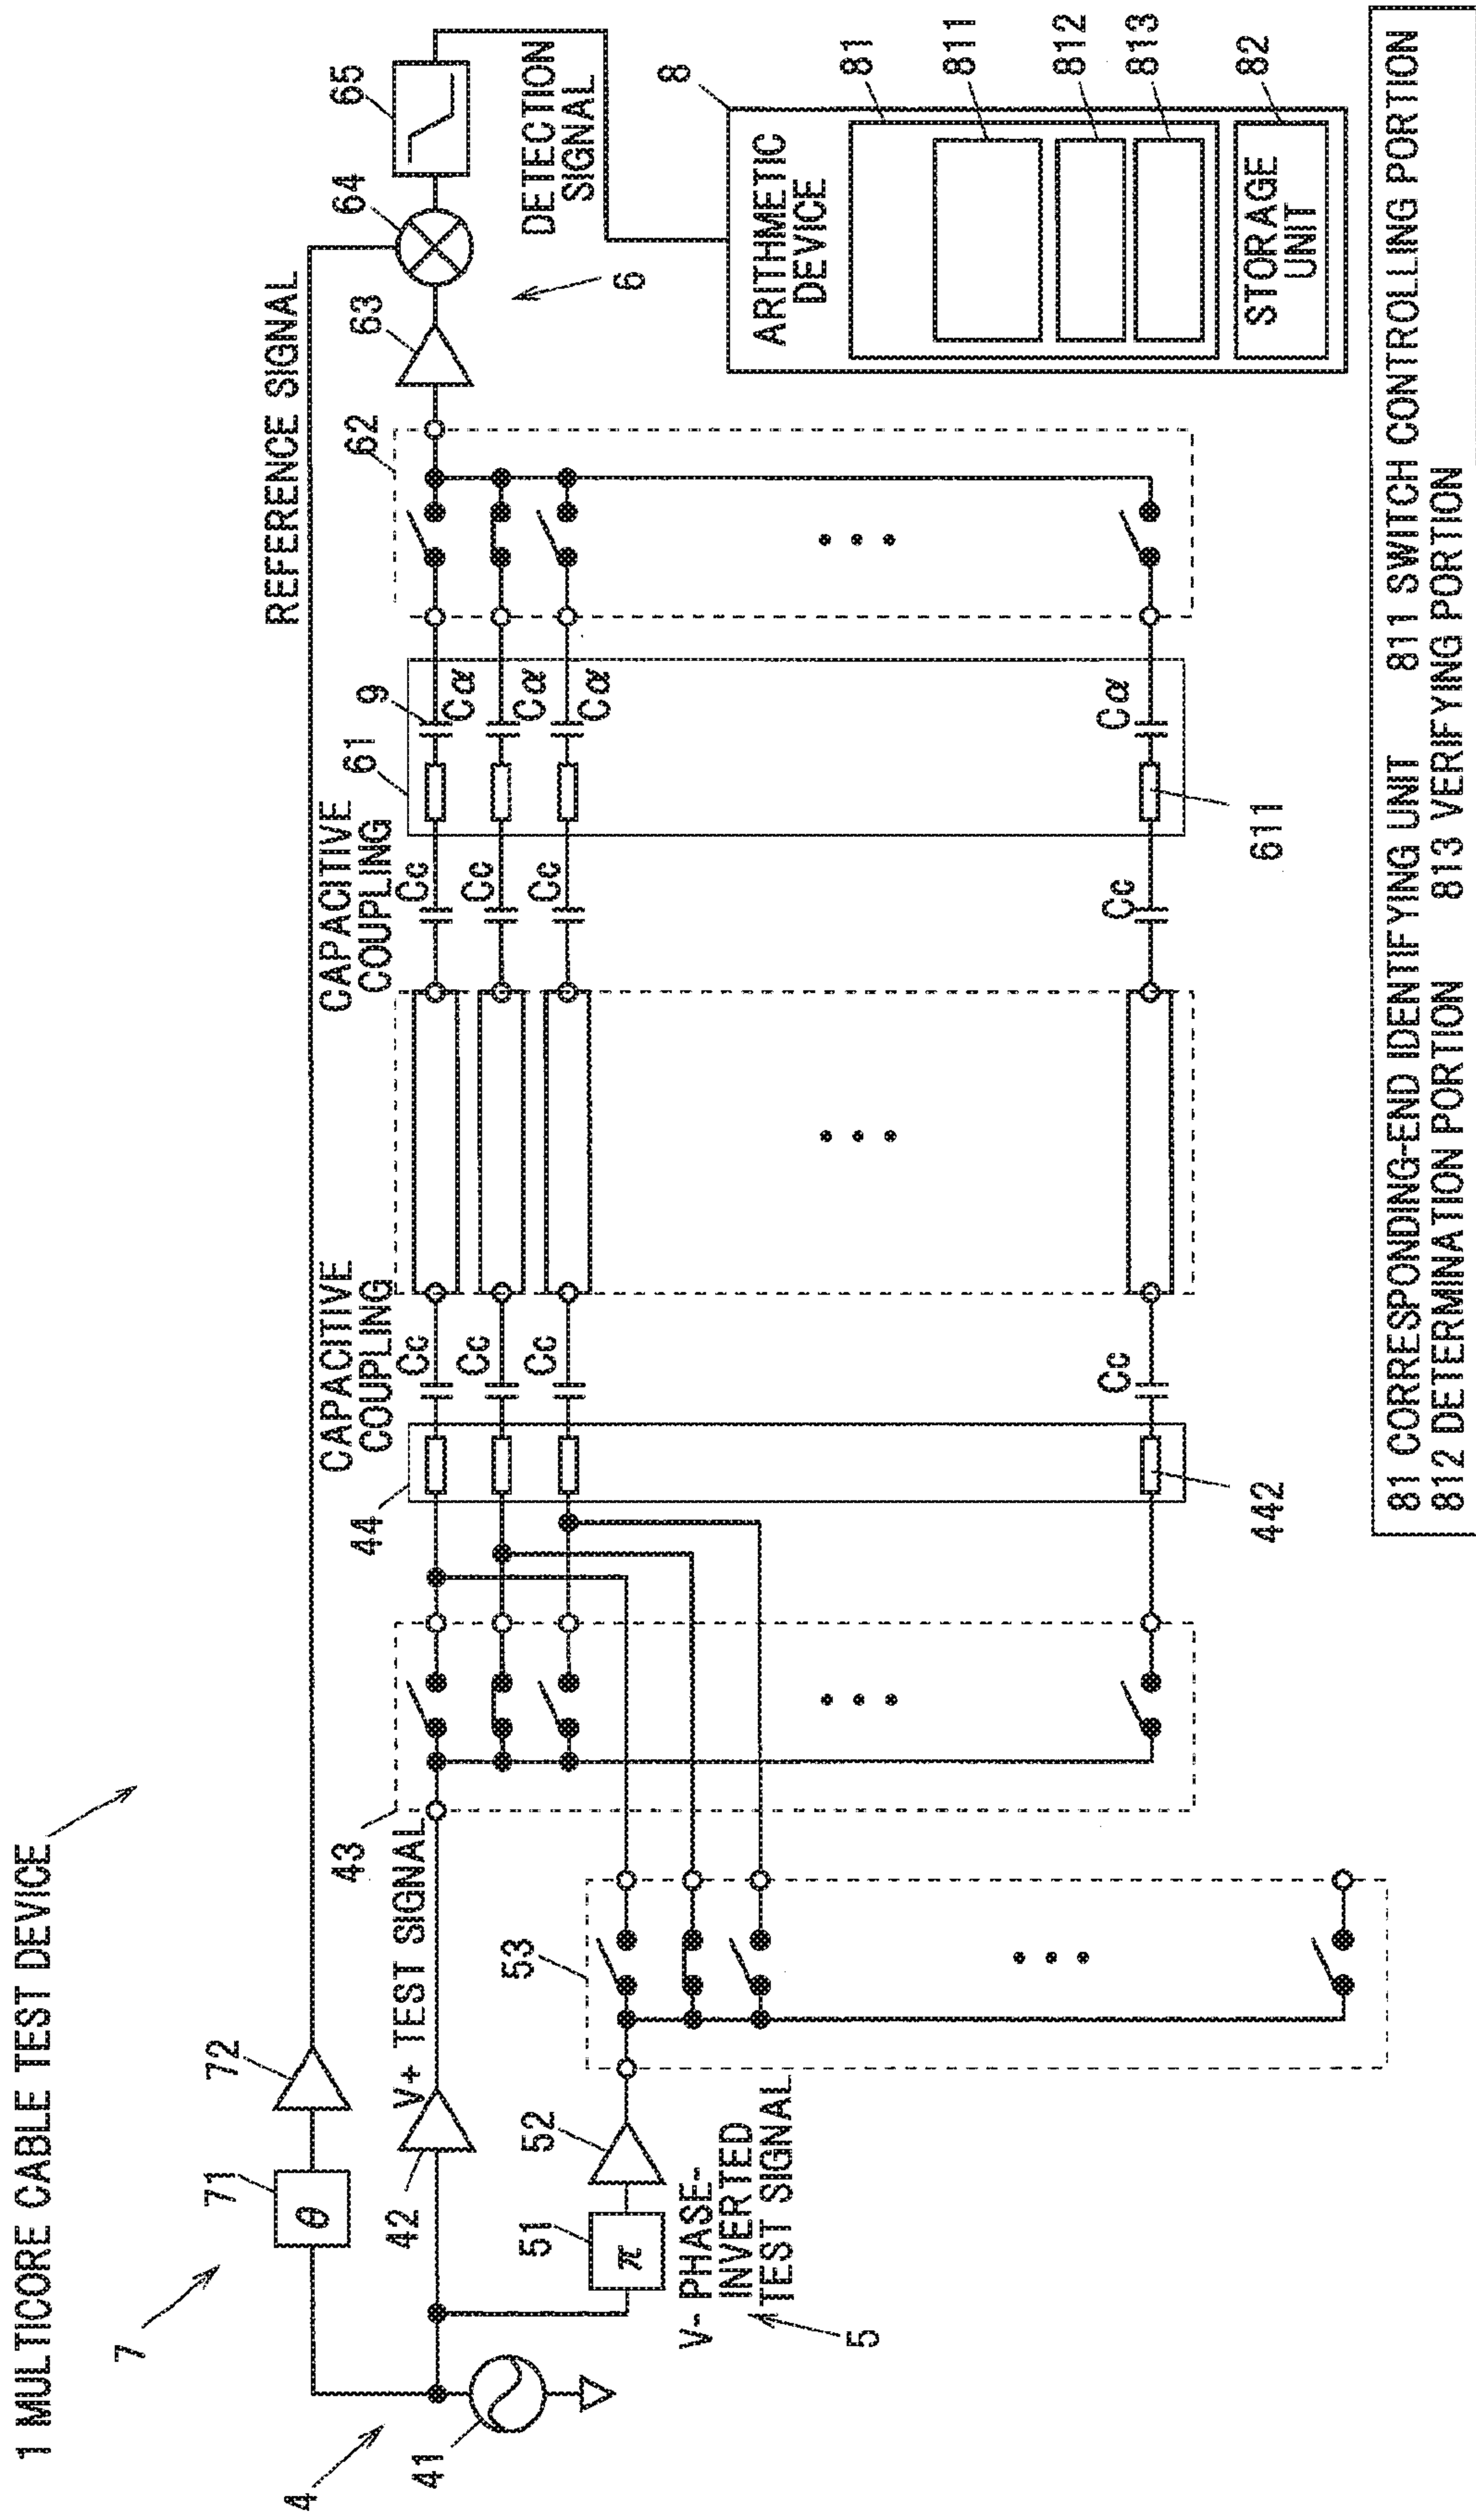 1 MULTICORE CABLE TEST DEVICE
7
71
72
θ
REFERENCE SIGNAL
4
41
42
V+ TEST SIGNAL
43
44
CAPACITIVE
COUPLING
Cc
Cc
Cc
Cc
442
CAPACITIVE
COUPLING
Cc
Cc
Cc
Cc
61
9
Cα
Cα
Cα
Cα
611
62
63
64
65
6
DETECTION
SIGNAL
51
π
52
53
V- PHASE-
INVERTED
TEST SIGNAL
5
8
ARITHMETIC
DEVICE
81
811
812
813
82
STORAGE
UNIT
81 CORRESPONDING-END IDENTIFYING UNIT 811 SWITCH CONTROLLING PORTION
812 DETERMINATION PORTION 813 VERIFYING PORTION